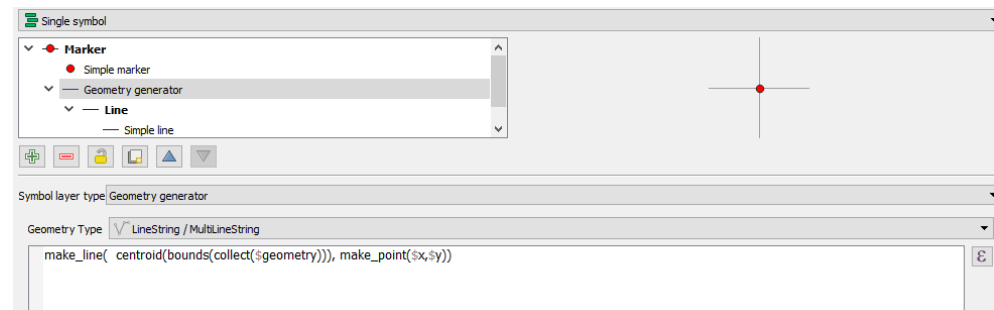 Single symbol
Marker
Simple marker
Geometry generator
Line
Simple line
Symbol layer type Geometry generator
Geometry Type LineString / MultiLineString
make_line( centroid(bounds(collect($geometry))), make_point($x,$y))
ε